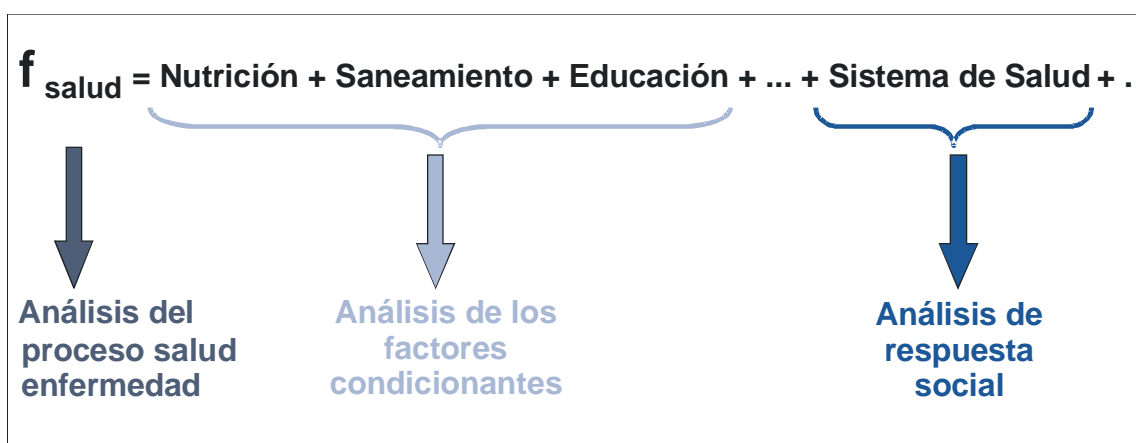 f salud = Nutrición + Saneamiento + Educación + ... + Sistema de Salud + .
Análisis del
proceso salud
enfermedad
Análisis de los
factores
condicionantes
Análisis de
respuesta
social